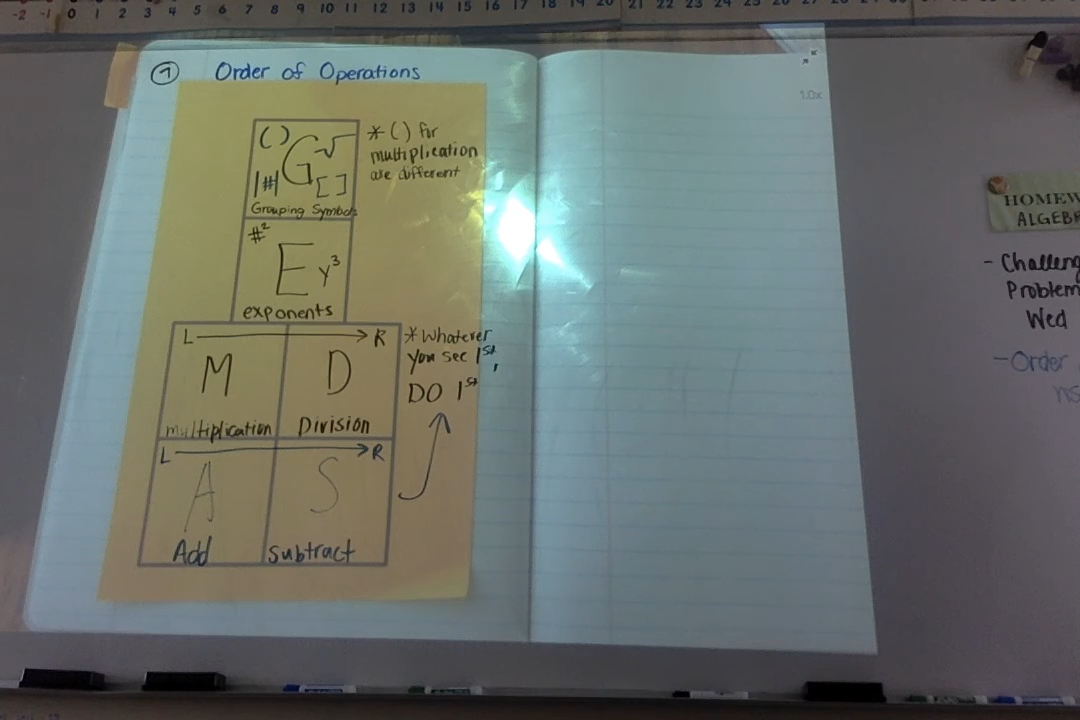 -2 -1 0 1 2 3 4 5 6 7 8 9 10 11 12 13 14 15 16 17 18 19 20 21 22 23 24 25 26 27 28
1 Order of Operations
( ) √
G
|#| [ ]
Grouping Symbols
* ( ) for
multiplication
are different
#²
E y³
exponents
L R
M D
multiplication Division
* Whatever
you see 1st,
DO 1st
L R
A S
Add Subtract
1.0x
HOMEW
ALGEB
- Challeng
Problem
Wed
- Order